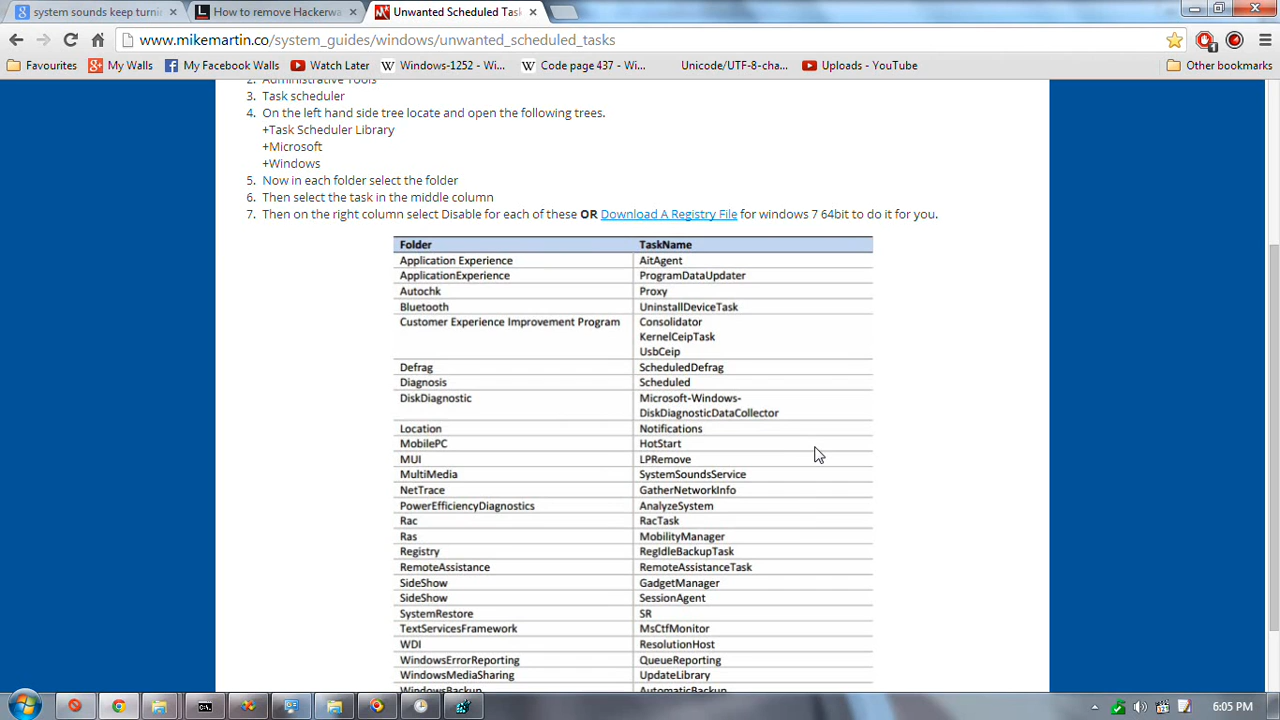 system sounds keep turni
How to remove Hackerwa
Unwanted Scheduled Tas
www.mikemartin.co/system_guides/windows/unwanted_scheduled_tasks
Favourites
My Walls
My Facebook Walls
Watch Later
Windows-1252 - Wi...
Code page 437 - Wi...
Unicode/UTF-8-cha...
Uploads - YouTube
Other bookmarks
2. Administrative Tools
3. Task scheduler
4. On the left hand side tree locate and open the following trees.
+Task Scheduler Library
+Microsoft
+Windows
5. Now in each folder select the folder
6. Then select the task in the middle column
7. Then on the right column select Disable for each of these OR Download A Registry File for windows 7 64bit to do it for you.
Folder TaskName
Application Experience AitAgent
ApplicationExperience ProgramDataUpdater
Autochk Proxy
Bluetooth UninstallDeviceTask
Customer Experience Improvement Program Consolidator
KernelCeipTask
UsbCeip
Defrag ScheduledDefrag
Diagnosis Scheduled
DiskDiagnostic Microsoft-Windows-
DiskDiagnosticDataCollector
Location Notifications
MobilePC HotStart
MUI LPRemove
MultiMedia SystemSoundsService
NetTrace GatherNetworkInfo
PowerEfficiencyDiagnostics AnalyzeSystem
Rac RacTask
Ras MobilityManager
Registry RegIdleBackupTask
RemoteAssistance RemoteAssistanceTask
SideShow GadgetManager
SideShow SessionAgent
SystemRestore SR
TextServicesFramework MsCtfMonitor
WDI ResolutionHost
WindowsErrorReporting QueueReporting
WindowsMediaSharing UpdateLibrary
WindowsBackup AutomaticBackup
6:05 PM